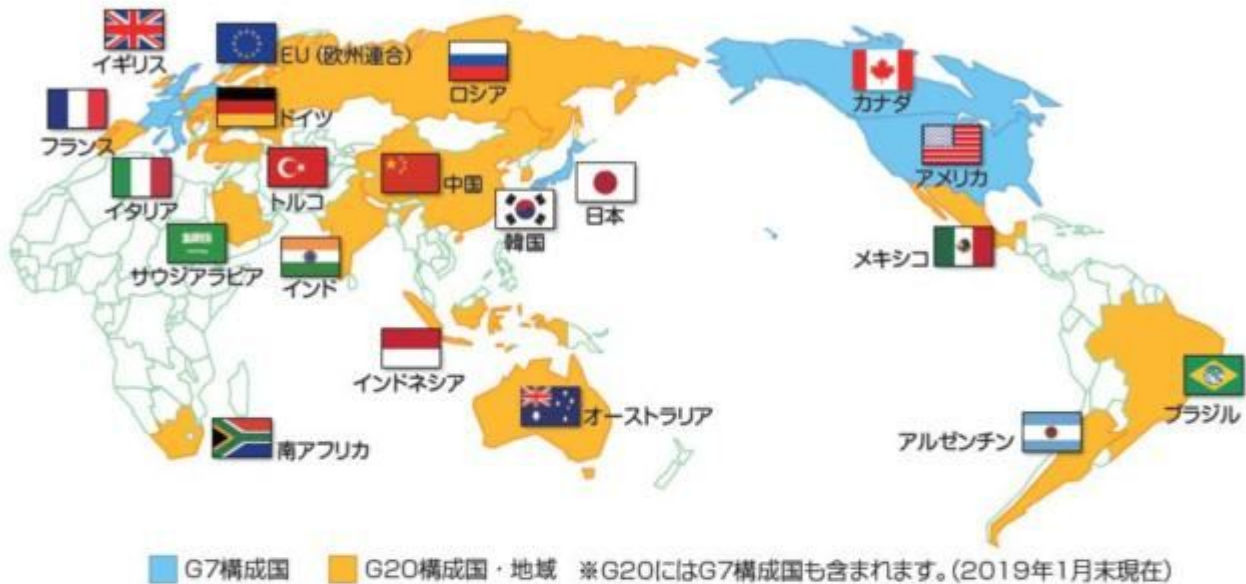 イギリス
EU(欧州連合)
ロシア
カナダ
フランス
ドイツ
アメリカ
イタリア
トルコ
中国
韓国
日本
サウジアラビア
インド
メキシコ
インドネシア
オーストラリア
ブラジル
南アフリカ
アルゼンチン
G7構成国 G20構成国・地域 ※G20にはG7構成国も含まれます。(2019年1月末現在)